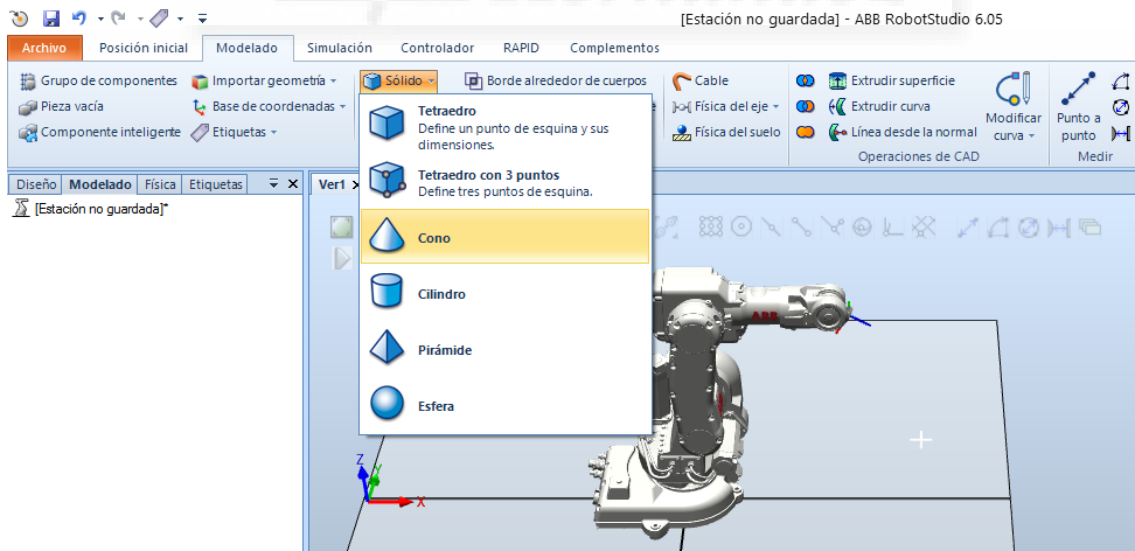 [Estación no guardada] - ABB RobotStudio 6.05
Archivo Posición inicial Modelado Simulación Controlador RAPID Complementos
Grupo de componentes Importar geometría Sólido Borde alrededor de cuerpos Cable Extrudir superficie
Pieza vacía Base de coordenadas Física del eje Extrudir curva Modificar curva Punto a punto
Componente inteligente Etiquetas Física del suelo Línea desde la normal
Operaciones de CAD Medir
Tetraedro
Define un punto de esquina y sus
dimensiones.
Tetraedro con 3 puntos
Define tres puntos de esquina.
Cono
Cilindro
Pirámide
Esfera
Diseño Modelado Física Etiquetas Ver1
[Estación no guardada]*
ABB
Z
Y
X